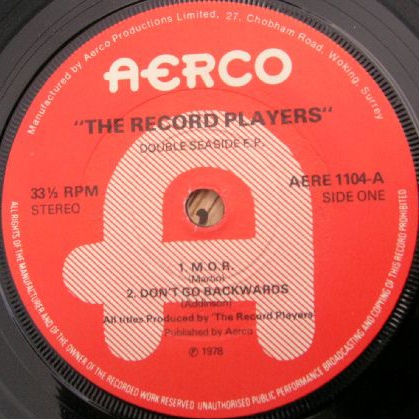 Manufactured by Aerco Productions Limited, 27, Chobham Road, Woking, Surrey
AERCO
"THE RECORD PLAYERS"
DOUBLE SEASIDE E.P.
33⅓ RPM
STEREO
AERE 1104-A
SIDE ONE
1. M.O.R.
(Martin)
2. DON'T GO BACKWARDS
(Addinson)
All titles Produced by 'The Record Players'
Published by Aerco
℗ 1978
ALL RIGHTS OF THE MANUFACTURER AND OF THE OWNER OF THE RECORDED WORK RESERVED UNAUTHORISED PUBLIC PERFORMANCE BROADCASTING AND COPYING OF THIS RECORD PROHIBITED